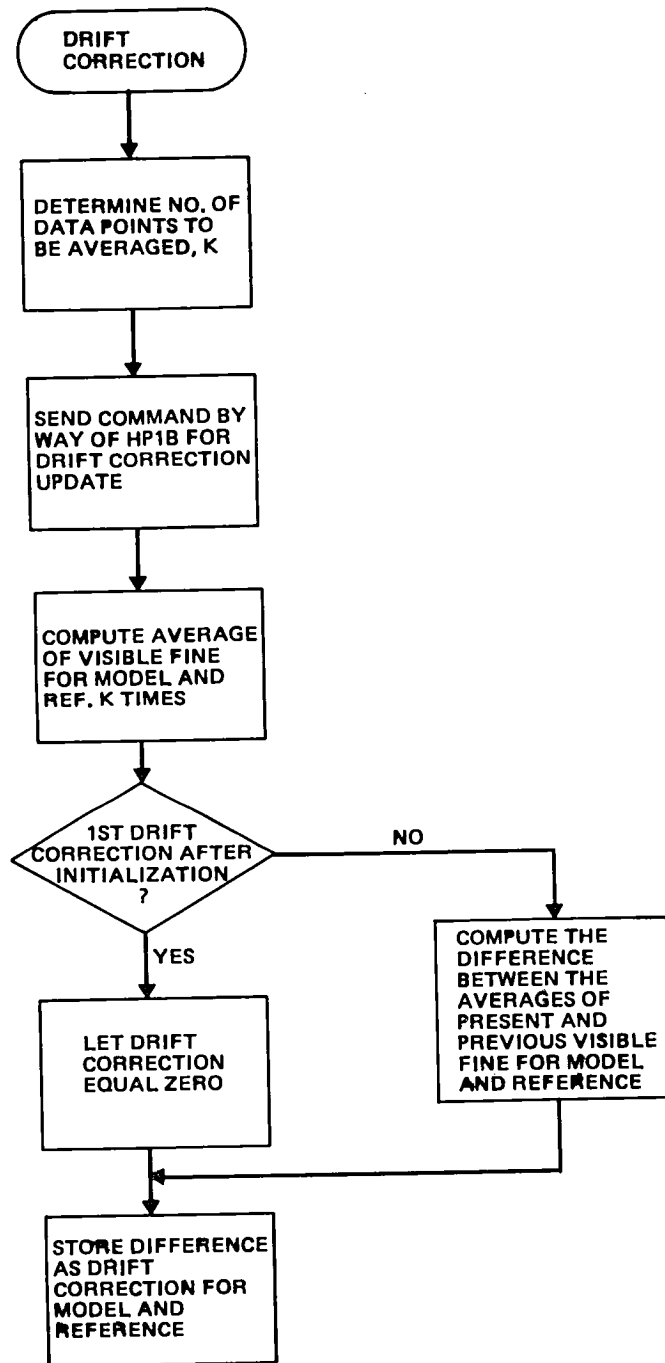 DRIFT
CORRECTION
DETERMINE NO. OF
DATA POINTS TO
BE AVERAGED, K
SEND COMMAND BY
WAY OF HP1B FOR
DRIFT CORRECTION
UPDATE
COMPUTE AVERAGE
OF VISIBLE FINE
FOR MODEL AND
REF. K TIMES
1ST DRIFT
CORRECTION AFTER
INITIALIZATION
?
NO
YES
COMPUTE THE
DIFFERENCE
BETWEEN THE
AVERAGES OF
PRESENT AND
PREVIOUS VISIBLE
FINE FOR MODEL
AND REFERENCE
LET DRIFT
CORRECTION
EQUAL ZERO
STORE DIFFERENCE
AS DRIFT
CORRECTION FOR
MODEL AND
REFERENCE